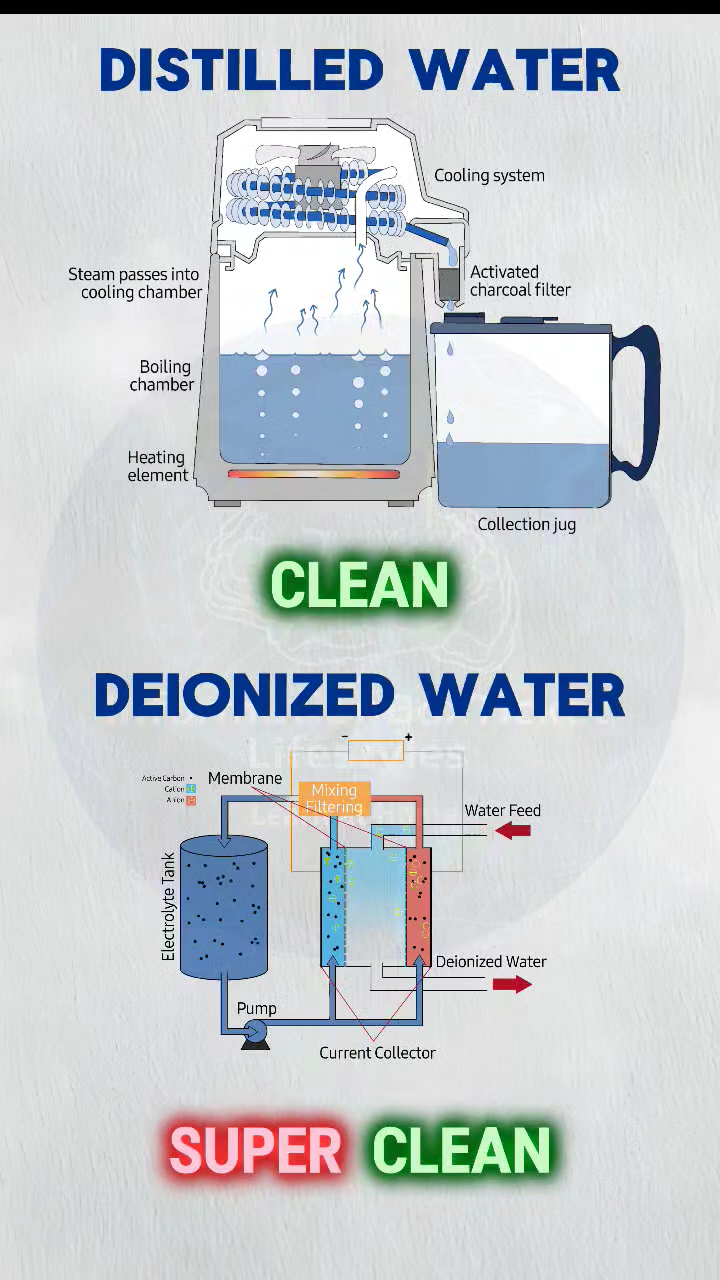 DISTILLED WATER
Cooling system
Steam passes into
cooling chamber
Activated
charcoal filter
Boiling
chamber
Heating
element
Collection jug
CLEAN
DEIONIZED WATER
- +
Active Carbon
Membrane
Cation
Anion
Mixing
Filtering
Water Feed
Electrolyte Tank
Deionized Water
Pump
Current Collector
SUPER CLEAN